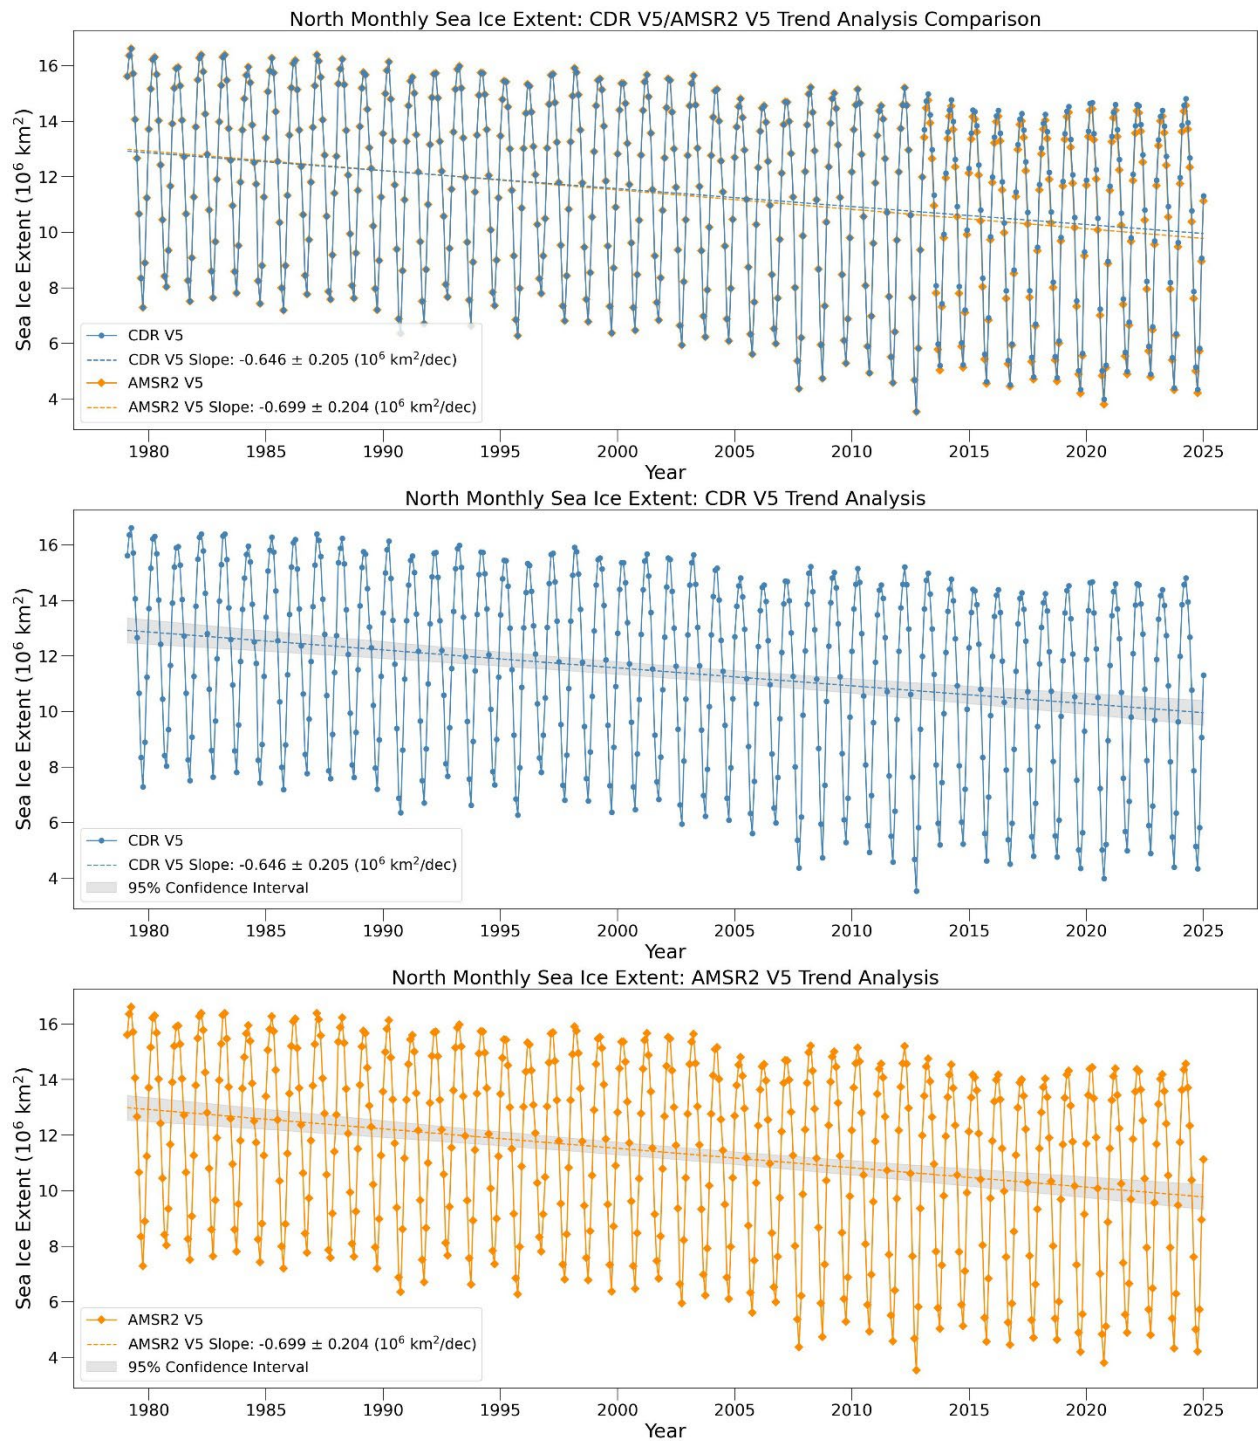 North Monthly Sea Ice Extent: CDR V5/AMSR2 V5 Trend Analysis Comparison
Sea Ice Extent (10⁶ km²)
16
14
12
10
8
6
4
CDR V5
CDR V5 Slope: -0.646 ± 0.205 (10⁶ km²/dec)
AMSR2 V5
AMSR2 V5 Slope: -0.699 ± 0.204 (10⁶ km²/dec)
1980 1985 1990 1995 2000 2005 2010 2015 2020 2025
Year
North Monthly Sea Ice Extent: CDR V5 Trend Analysis
Sea Ice Extent (10⁶ km²)
16
14
12
10
8
6
4
CDR V5
CDR V5 Slope: -0.646 ± 0.205 (10⁶ km²/dec)
95% Confidence Interval
1980 1985 1990 1995 2000 2005 2010 2015 2020 2025
Year
North Monthly Sea Ice Extent: AMSR2 V5 Trend Analysis
Sea Ice Extent (10⁶ km²)
16
14
12
10
8
6
4
AMSR2 V5
AMSR2 V5 Slope: -0.699 ± 0.204 (10⁶ km²/dec)
95% Confidence Interval
1980 1985 1990 1995 2000 2005 2010 2015 2020 2025
Year